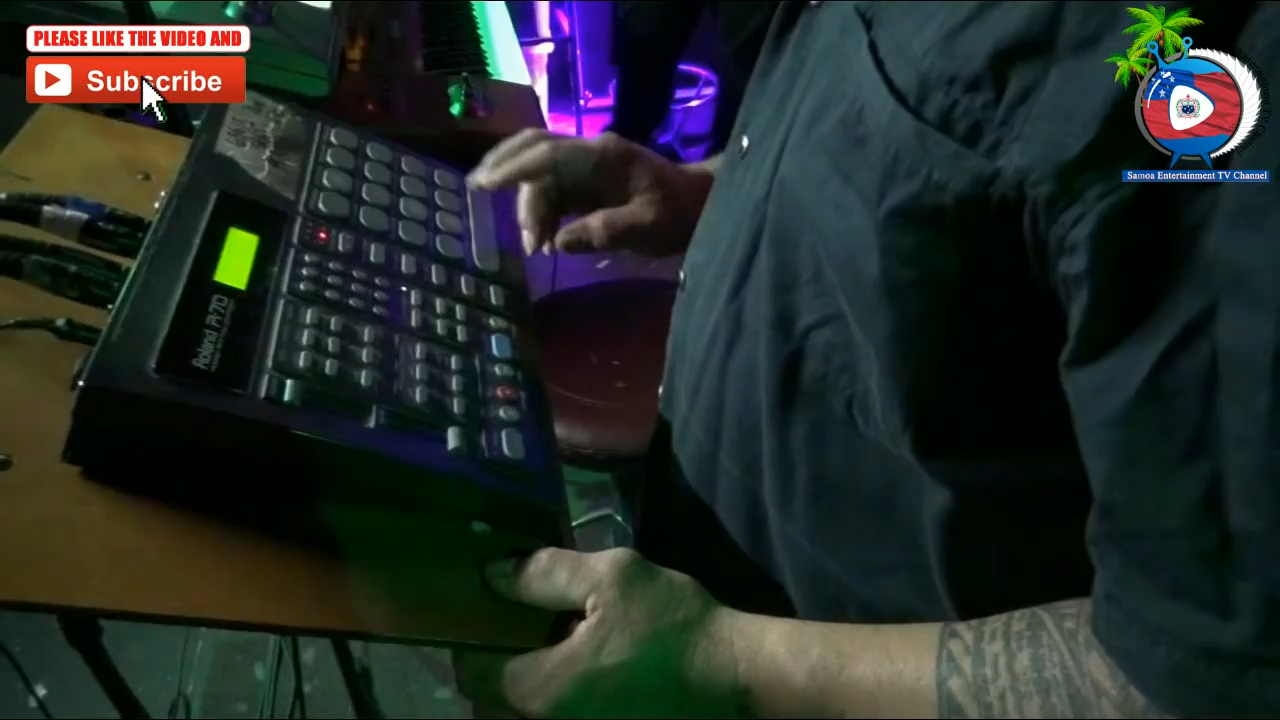 PLEASE LIKE THE VIDEO AND
Subscribe
Samoa Entertainment TV Channel
Roland R-70